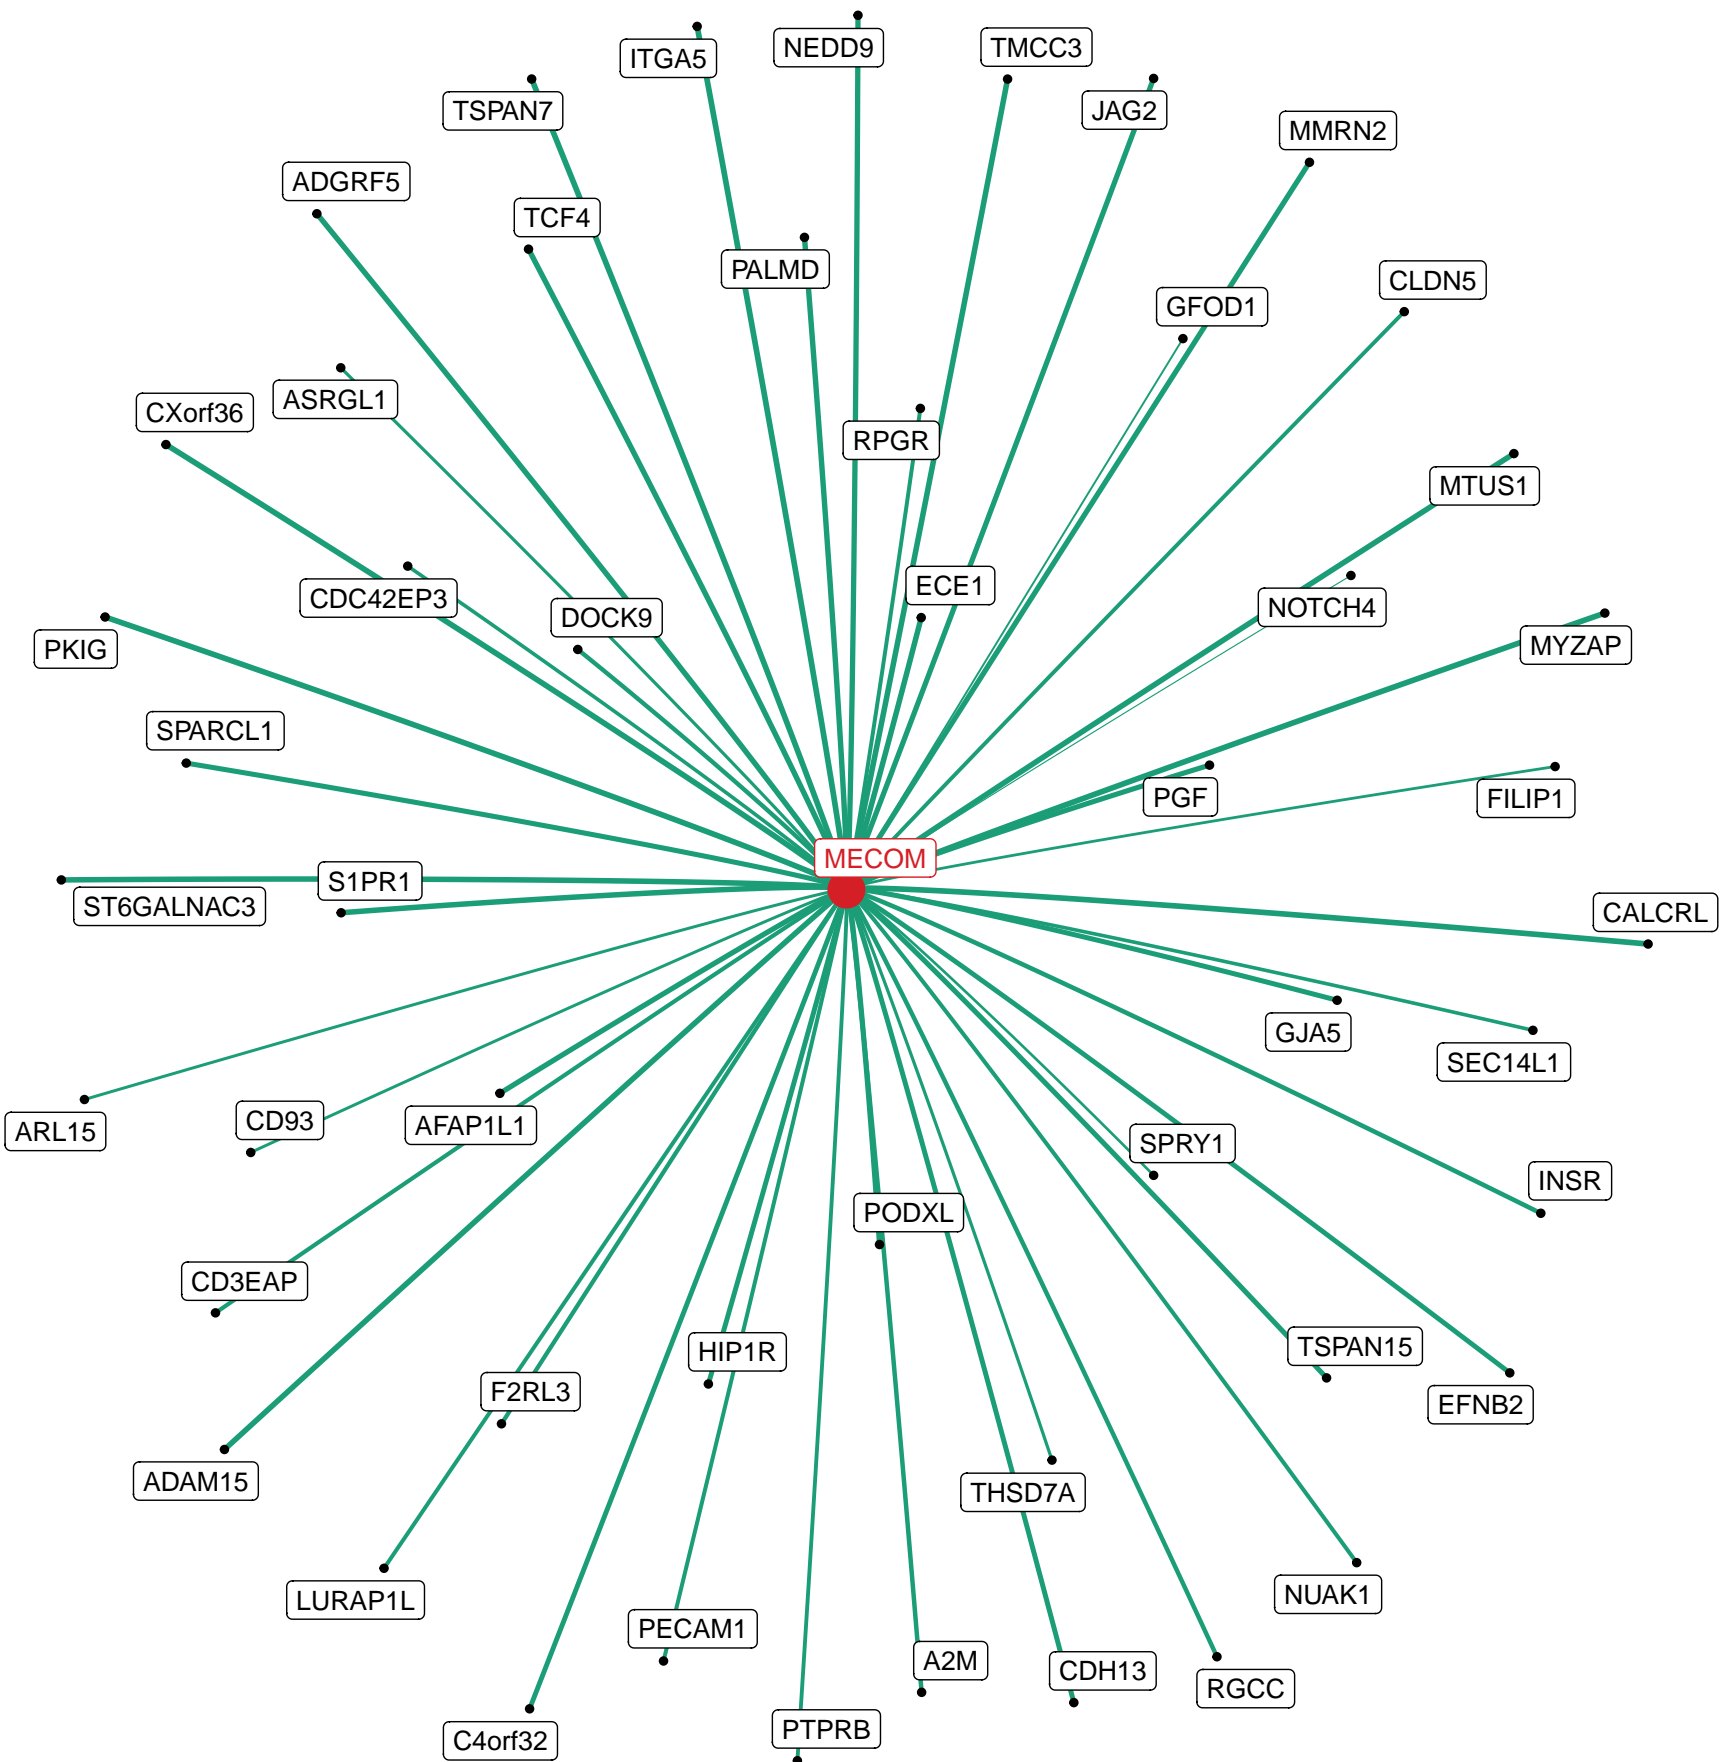 NEDD9
TMCC3
ITGA5
TSPAN7
JAG2
MMRN2
ADGRF5
TCF4
PALMD
CLDN5
GFOD1
ASRGL1
CXorf36
RPGR
MTUS1
ECE1
CDC42EP3
DOCK9
NOTCH4
PKIG
MYZAP
SPARCL1
PGF
FILIP1
MECOM
S1PR1
ST6GALNAC3
CALCRL
GJA5
SEC14L1
ARL15
CD93
AFAP1L1
SPRY1
INSR
PODXL
CD3EAP
HIP1R
TSPAN15
F2RL3
EFNB2
ADAM15
THSD7A
LURAP1L
NUAK1
PECAM1
A2M
CDH13
RGCC
PTPRB
C4orf32